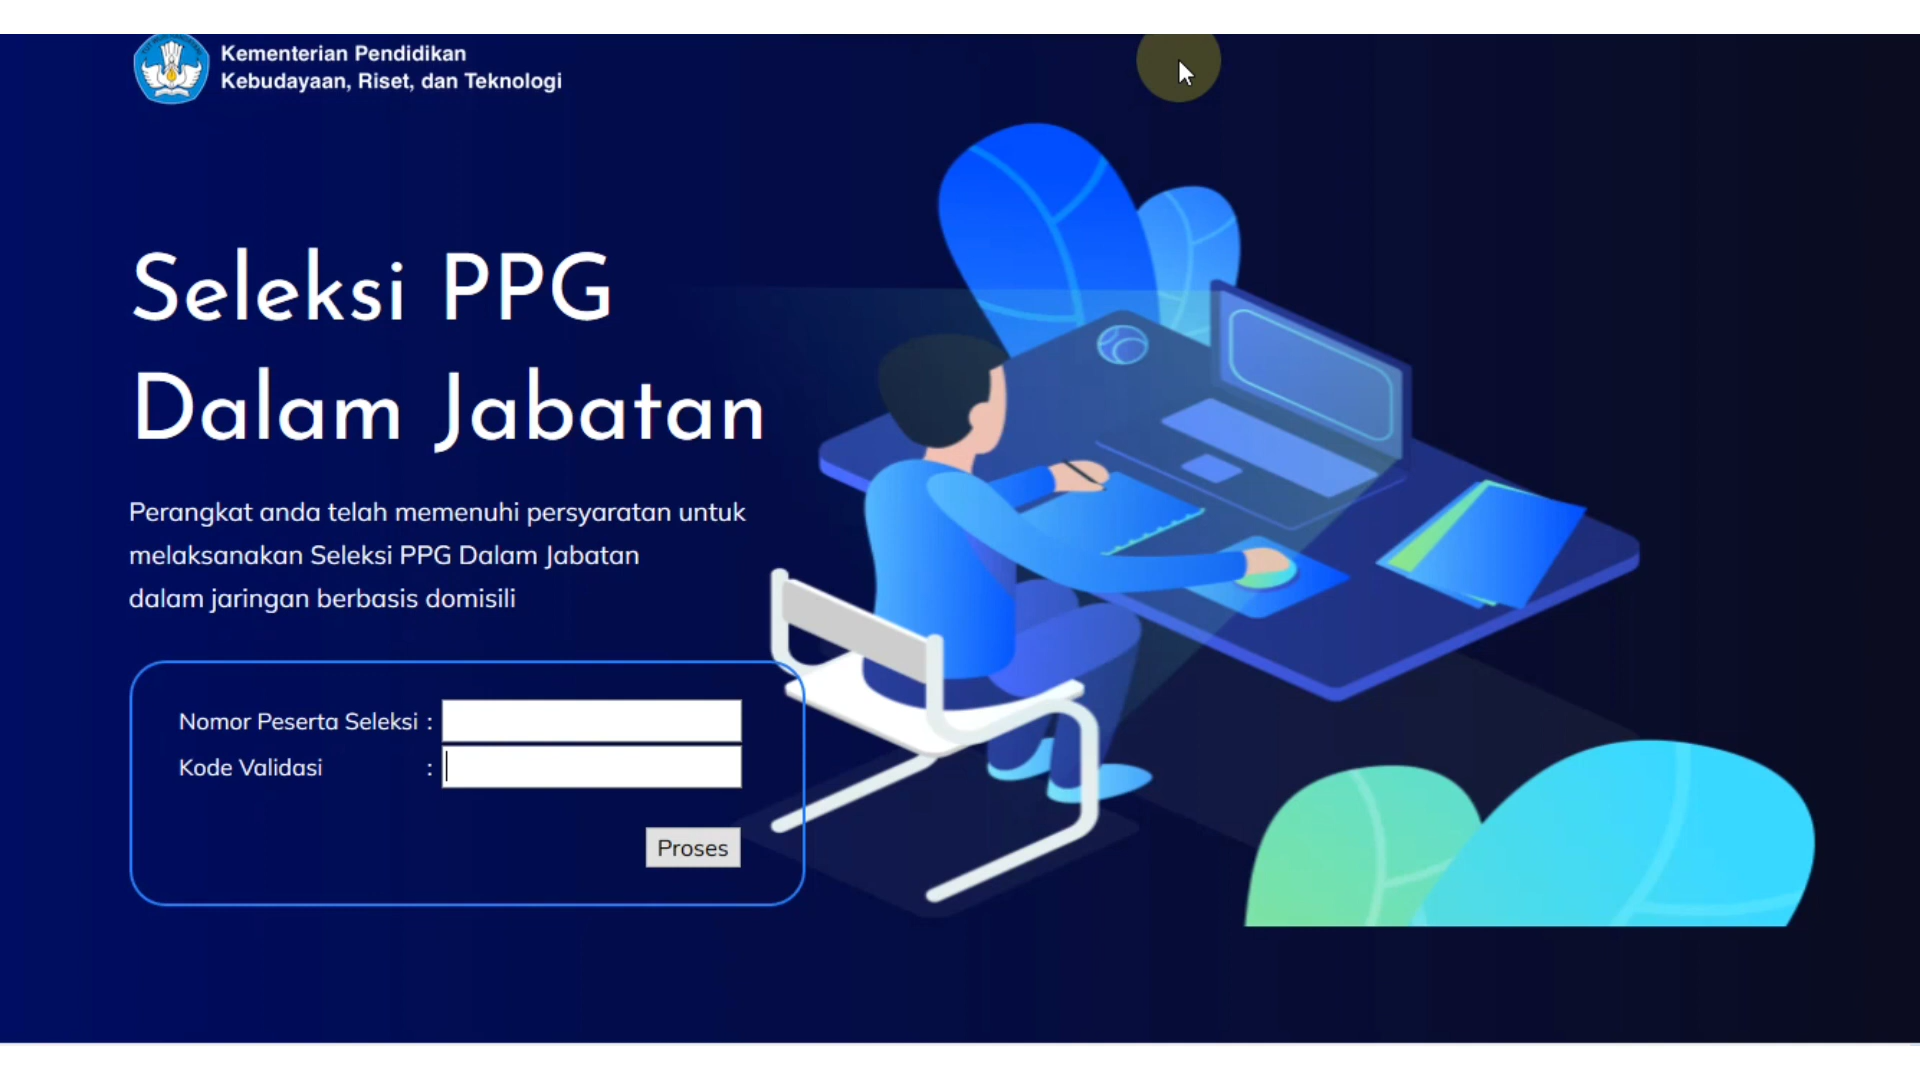 Kementerian Pendidikan
Kebudayaan, Riset, dan Teknologi
Seleksi PPG
Dalam Jabatan
Perangkat anda telah memenuhi persyaratan untuk
melaksanakan Seleksi PPG Dalam Jabatan
dalam jaringan berbasis domisili
Nomor Peserta Seleksi :
Kode Validasi :
Proses